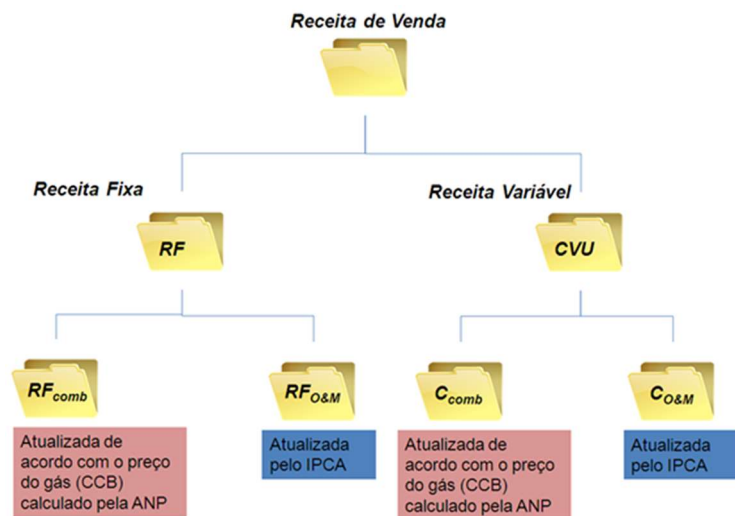 Receita de Venda
Receita Fixa
Receita Variável
RF
CVU
RFcomb
RFO&M
Ccomb
CO&M
Atualizada de
acordo com o preço
do gás (CCB)
calculado pela ANP
Atualizada
pelo IPCA
Atualizada de
acordo com o preço
do gás (CCB)
calculado pela ANP
Atualizada
pelo IPCA